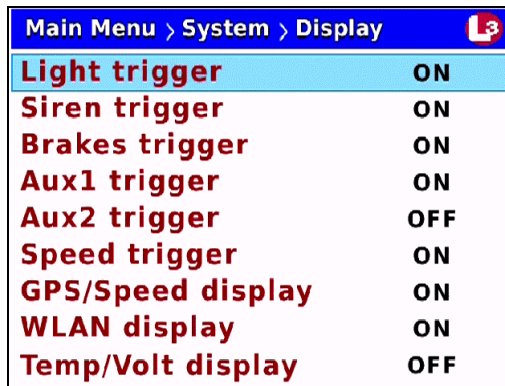 Main Menu > System > Display L3
Light trigger ON
Siren trigger ON
Brakes trigger ON
Aux1 trigger ON
Aux2 trigger OFF
Speed trigger ON
GPS/Speed display ON
WLAN display ON
Temp/Volt display OFF